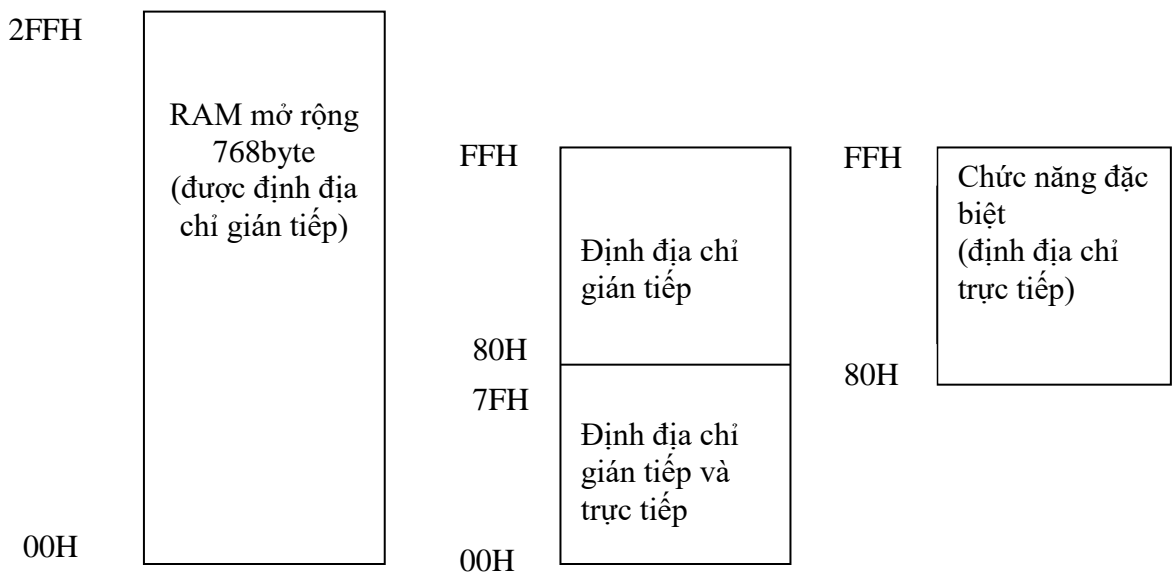 2FFH
RAM mở rộng
768byte
(được định địa
chỉ gián tiếp)
00H
FFH
Định địa chỉ
gián tiếp
80H
7FH
Định địa chỉ
gián tiếp và
trực tiếp
00H
FFH
Chức năng đặc
biệt
(định địa chỉ
trực tiếp)
80H